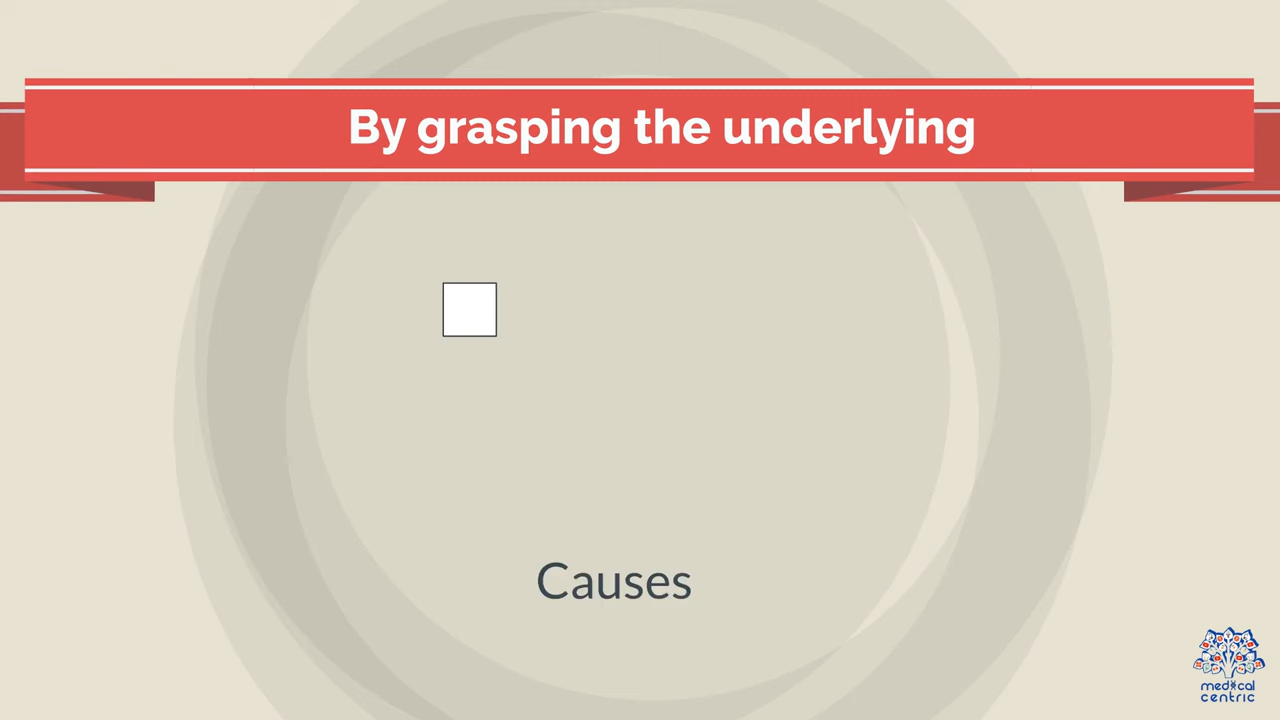 By grasping the underlying
Causes
medical
centric